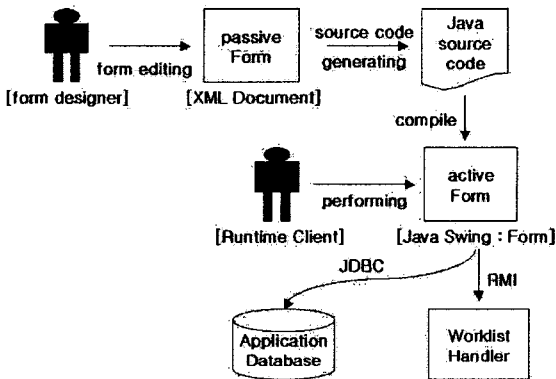 passive
Form
source code
generating
Java
source
code
form editing
[form designer]
[XML Document]
compile
active
Form
performing
[Runtime Client]
[Java Swing : Form]
JDBC
RMI
Application
Database
Worklist
Handler